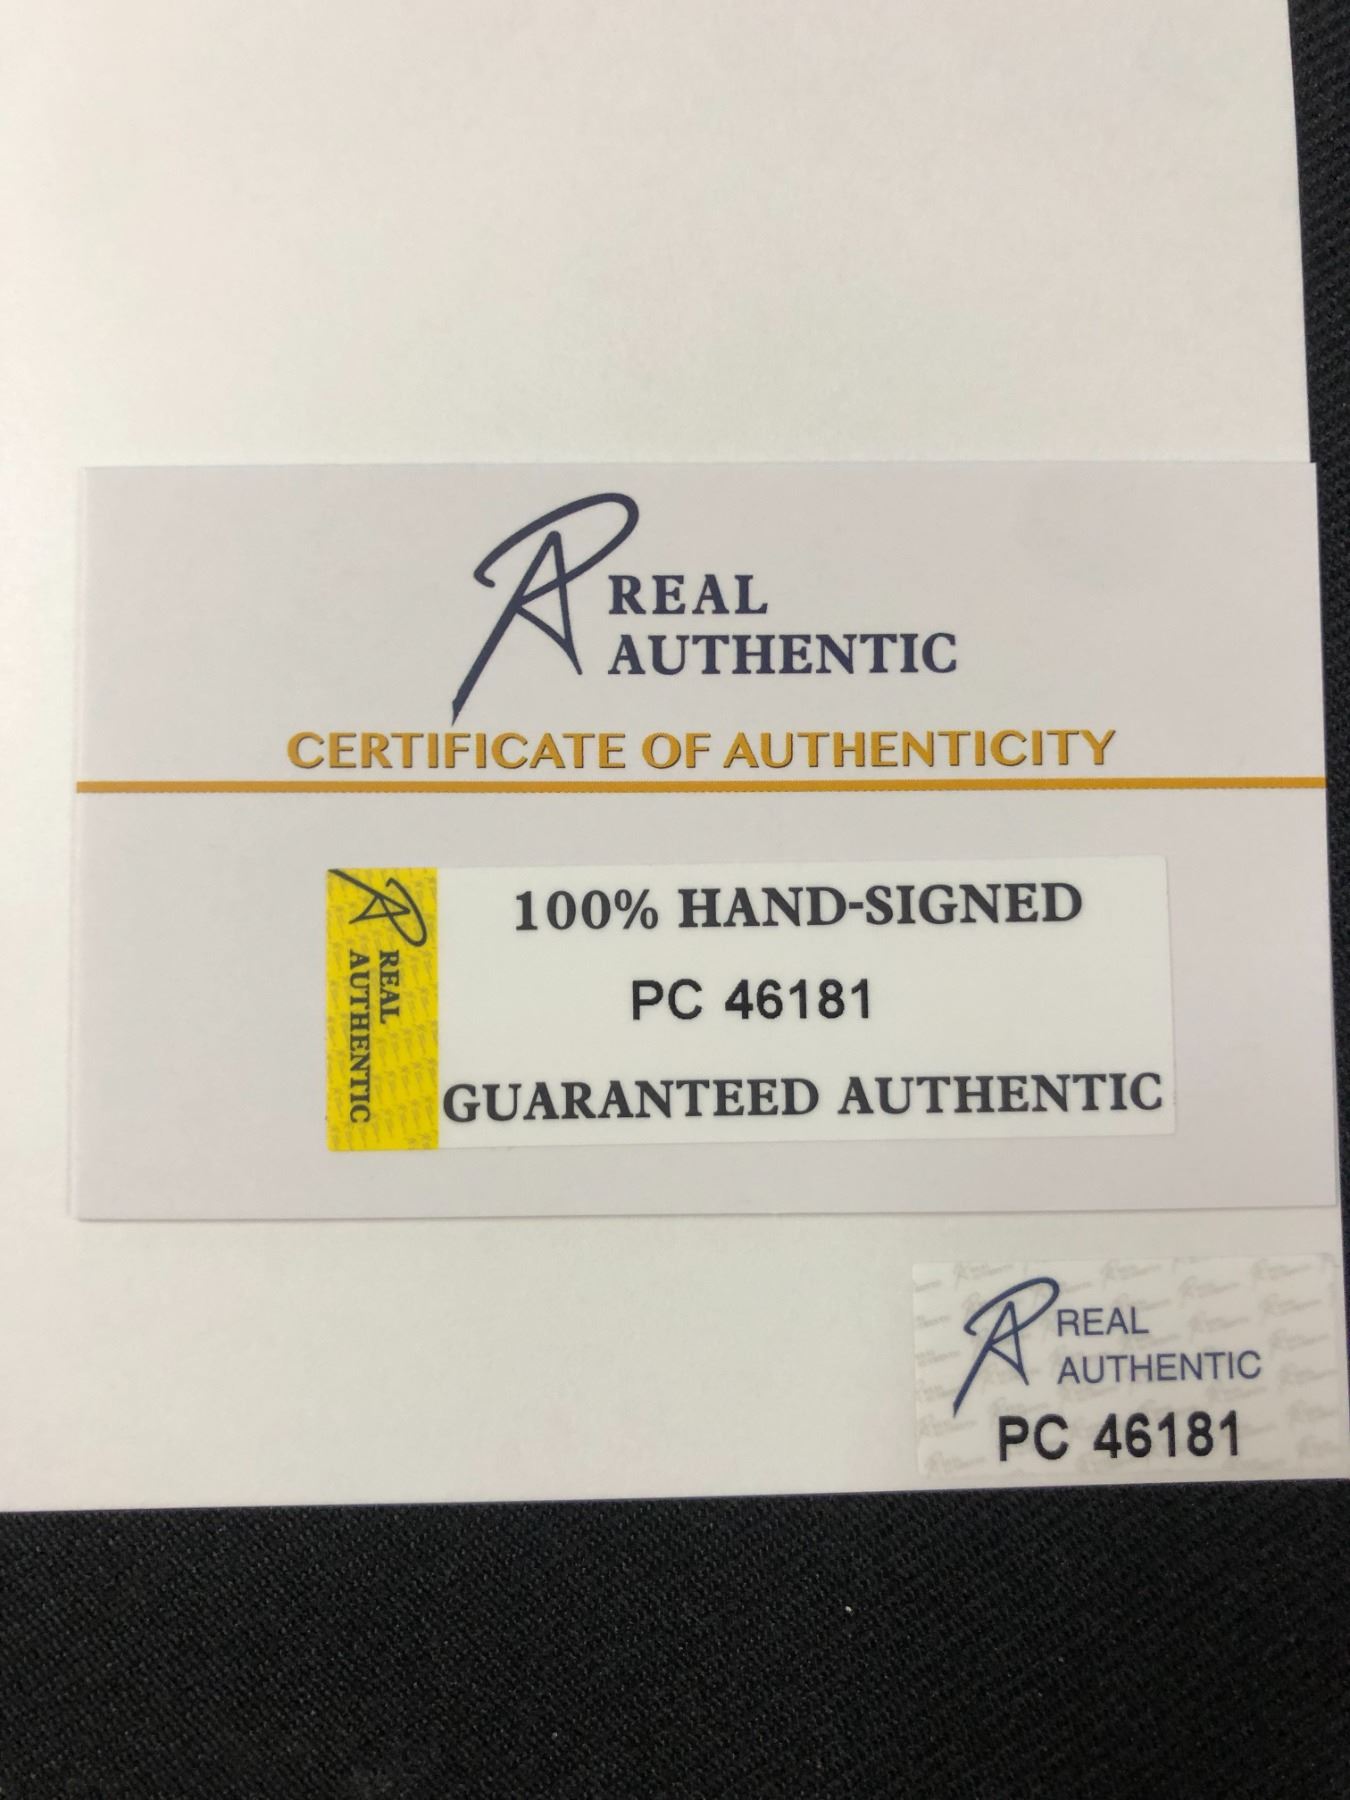 REAL
AUTHENTIC
CERTIFICATE OF AUTHENTICITY
REAL
AUTHENTIC
100% HAND-SIGNED
PC 46181
GUARANTEED AUTHENTIC
REAL
AUTHENTIC
PC 46181